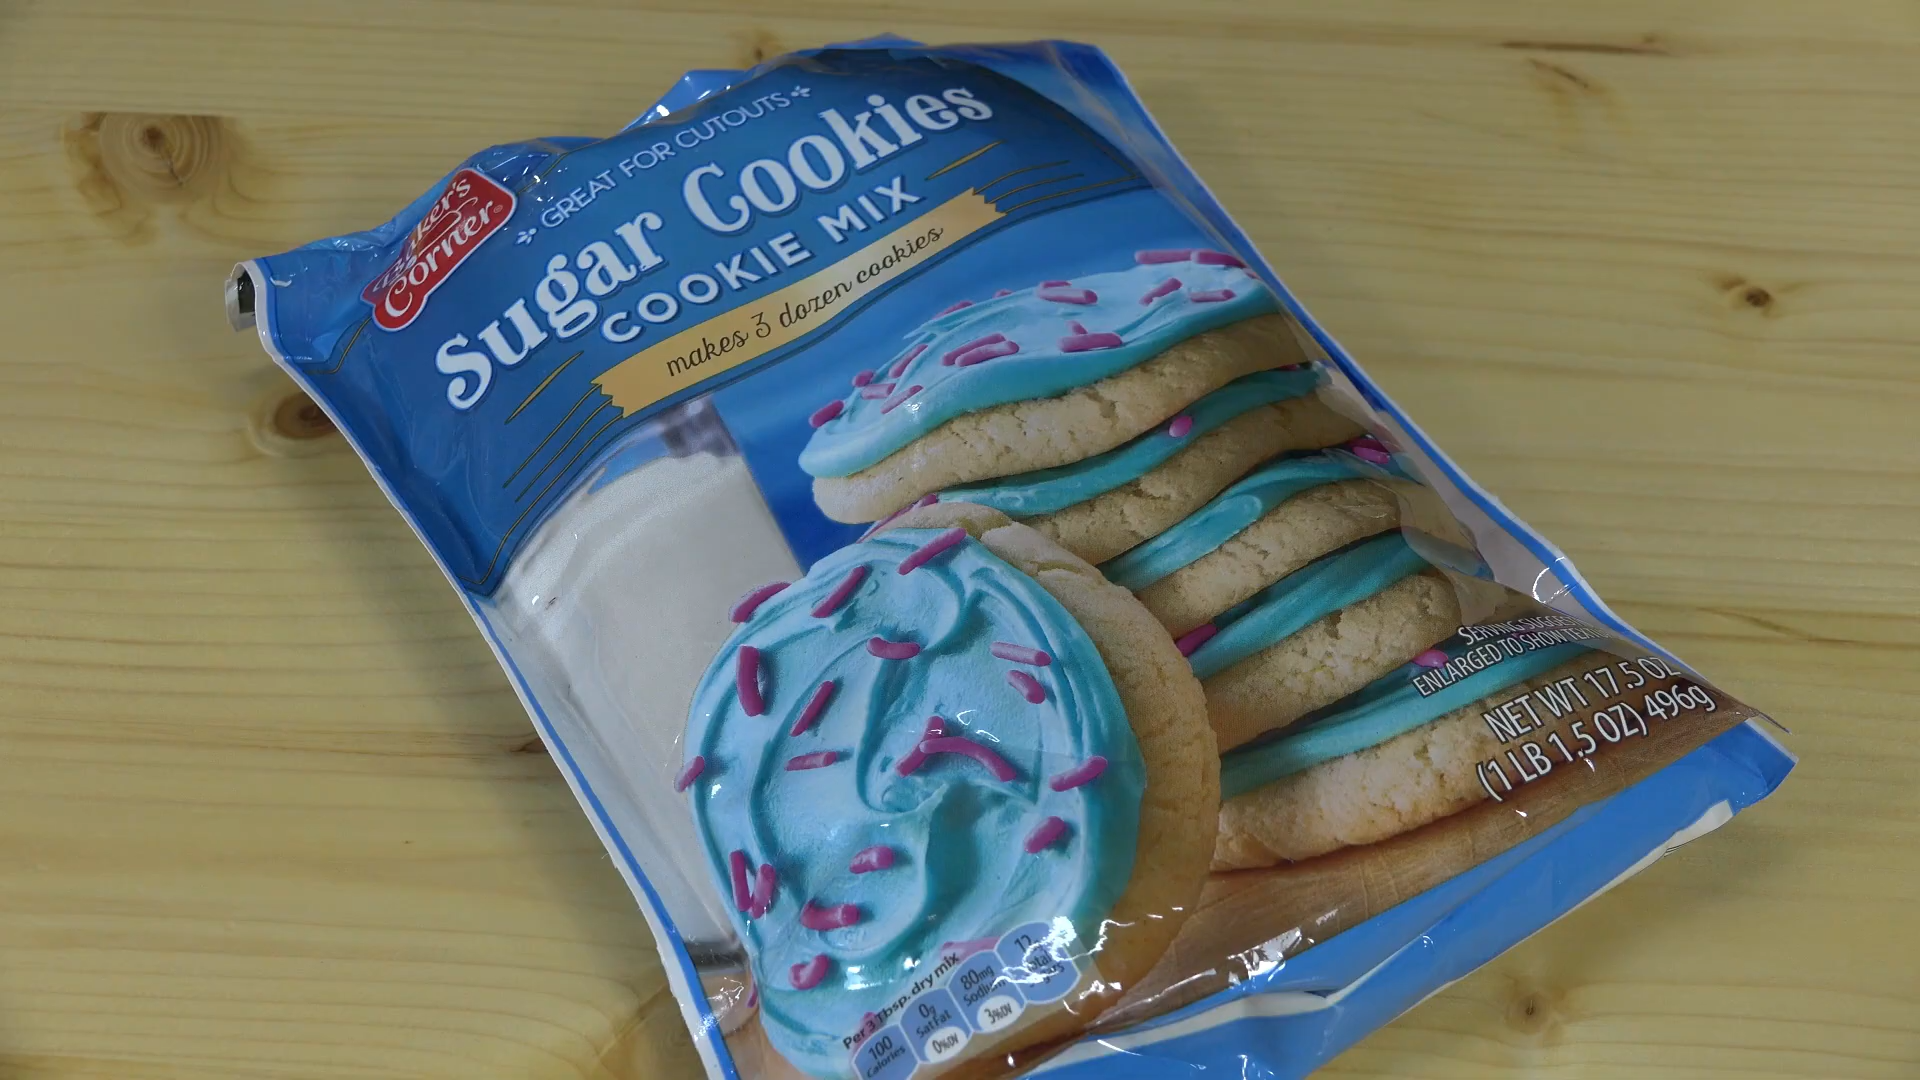 Baker's
Corner
GREAT FOR CUTOUTS
Sugar Cookies
COOKIE MIX
makes 3 dozen cookies
SERVING
ENLARGED TO SHOW
NET WT 17.5 OZ
(1 LB 1.5 OZ) 496g
Per 3 Tbsp. dry mix
100
Calories
0g
Sat Fat
0%DV
80mg
Sodium
3%DV
12